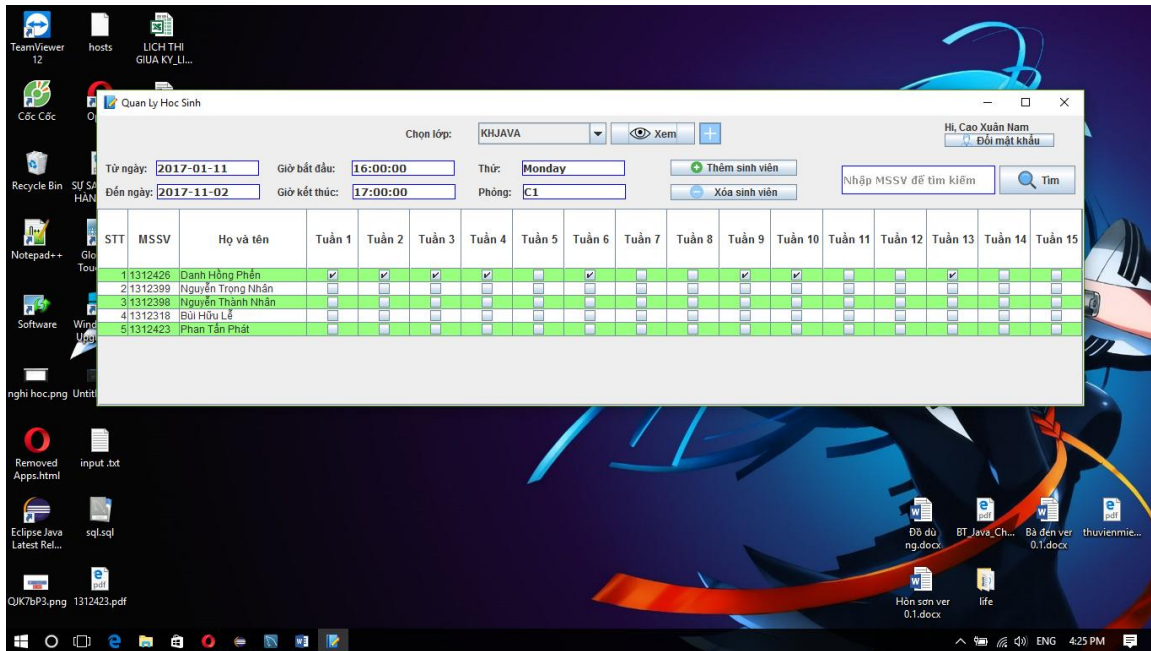 TeamViewer 12
hosts
LICH THI GIUA KY_LI...
Cốc Cốc
Quan Ly Hoc Sinh
Chọn lớp: KHJAVA Xem
Hi, Cao Xuân Nam
Đổi mật khẩu
Từ ngày: 2017-01-11 Giờ bắt đầu: 16:00:00 Thứ: Monday Thêm sinh viên
Nhập MSSV để tìm kiếm Tìm
Đến ngày: 2017-11-02 Giờ kết thúc: 17:00:00 Phòng: C1 Xóa sinh viên
STT MSSV Họ và tên Tuần 1 Tuần 2 Tuần 3 Tuần 4 Tuần 5 Tuần 6 Tuần 7 Tuần 8 Tuần 9 Tuần 10 Tuần 11 Tuần 12 Tuần 13 Tuần 14 Tuần 15
1 1312426 Danh Hồng Phến
2 1312399 Nguyễn Trọng Nhân
3 1312398 Nguyễn Thành Nhân
4 1312318 Bùi Hữu Lễ
5 1312423 Phan Tấn Phát
Recycle Bin
Notepad++
Software
nghi hoc.png
Removed Apps.html
input .txt
Eclipse Java Latest Rel...
sql.sql
QJK7bP3.png
1312423.pdf
Đồ dù ng.docx
BT_Java_Ch...
Bà đen ver 0.1.docx
thuvienmie...
Hòn sơn ver 0.1.docx
life
ENG 4:25 PM